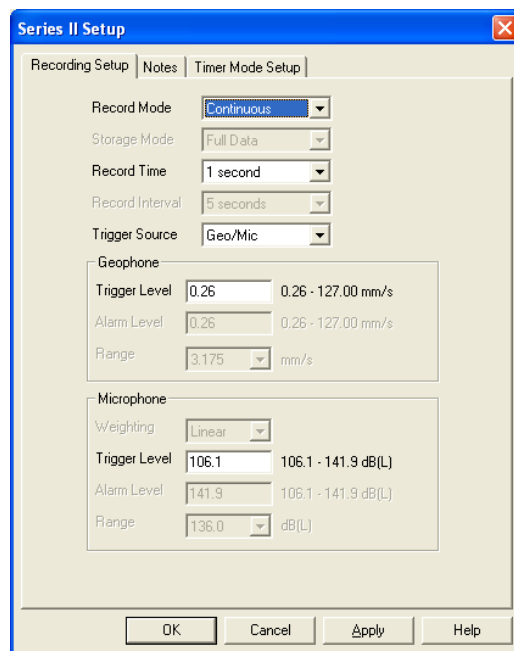 Series II Setup
Recording Setup Notes Timer Mode Setup
Record Mode Continuous
Storage Mode Full Data
Record Time 1 second
Record Interval 5 seconds
Trigger Source Geo/Mic
Geophone
Trigger Level 0.26 0.26 - 127.00 mm/s
Alarm Level 0.26 0.26 - 127.00 mm/s
Range 3.175 mm/s
Microphone
Weighting Linear
Trigger Level 106.1 106.1 - 141.9 dB(L)
Alarm Level 141.9 106.1 - 141.9 dB(L)
Range 136.0 dB(L)
OK Cancel Apply Help